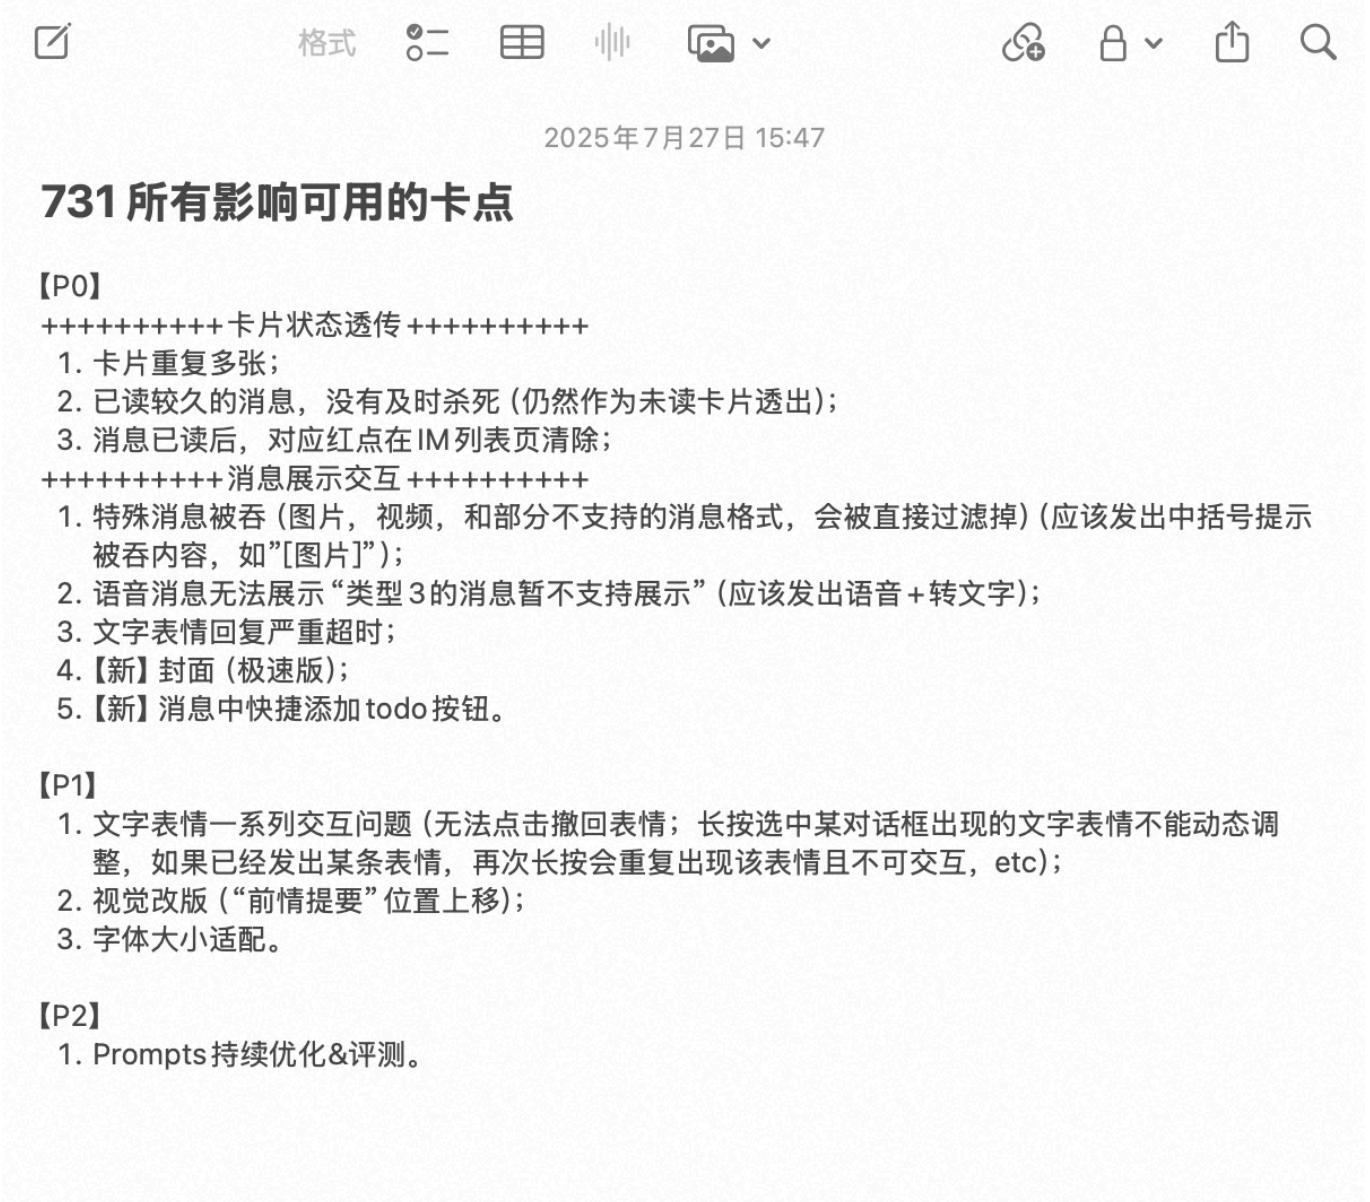 格式
2025年7月27日 15:47
731 所有影响可用的卡点
【P0】
++++++++++卡片状态透传++++++++++
1. 卡片重复多张；
2. 已读较久的消息，没有及时杀死（仍然作为未读卡片透出）；
3. 消息已读后，对应红点在IM列表页清除；
++++++++++消息展示交互++++++++++
1. 特殊消息被吞（图片，视频，和部分不支持的消息格式，会被直接过滤掉）（应该发出中括号提示
被吞内容，如”[图片]”）；
2. 语音消息无法展示“类型3的消息暂不支持展示”（应该发出语音+转文字）；
3. 文字表情回复严重超时；
4.【新】封面（极速版）；
5.【新】消息中快捷添加todo按钮。
【P1】
1. 文字表情一系列交互问题（无法点击撤回表情；长按选中某对话框出现的文字表情不能动态调
整，如果已经发出某条表情，再次长按会重复出现该表情且不可交互，etc）；
2. 视觉改版（“前情提要”位置上移）；
3. 字体大小适配。
【P2】
1. Prompts持续优化&评测。